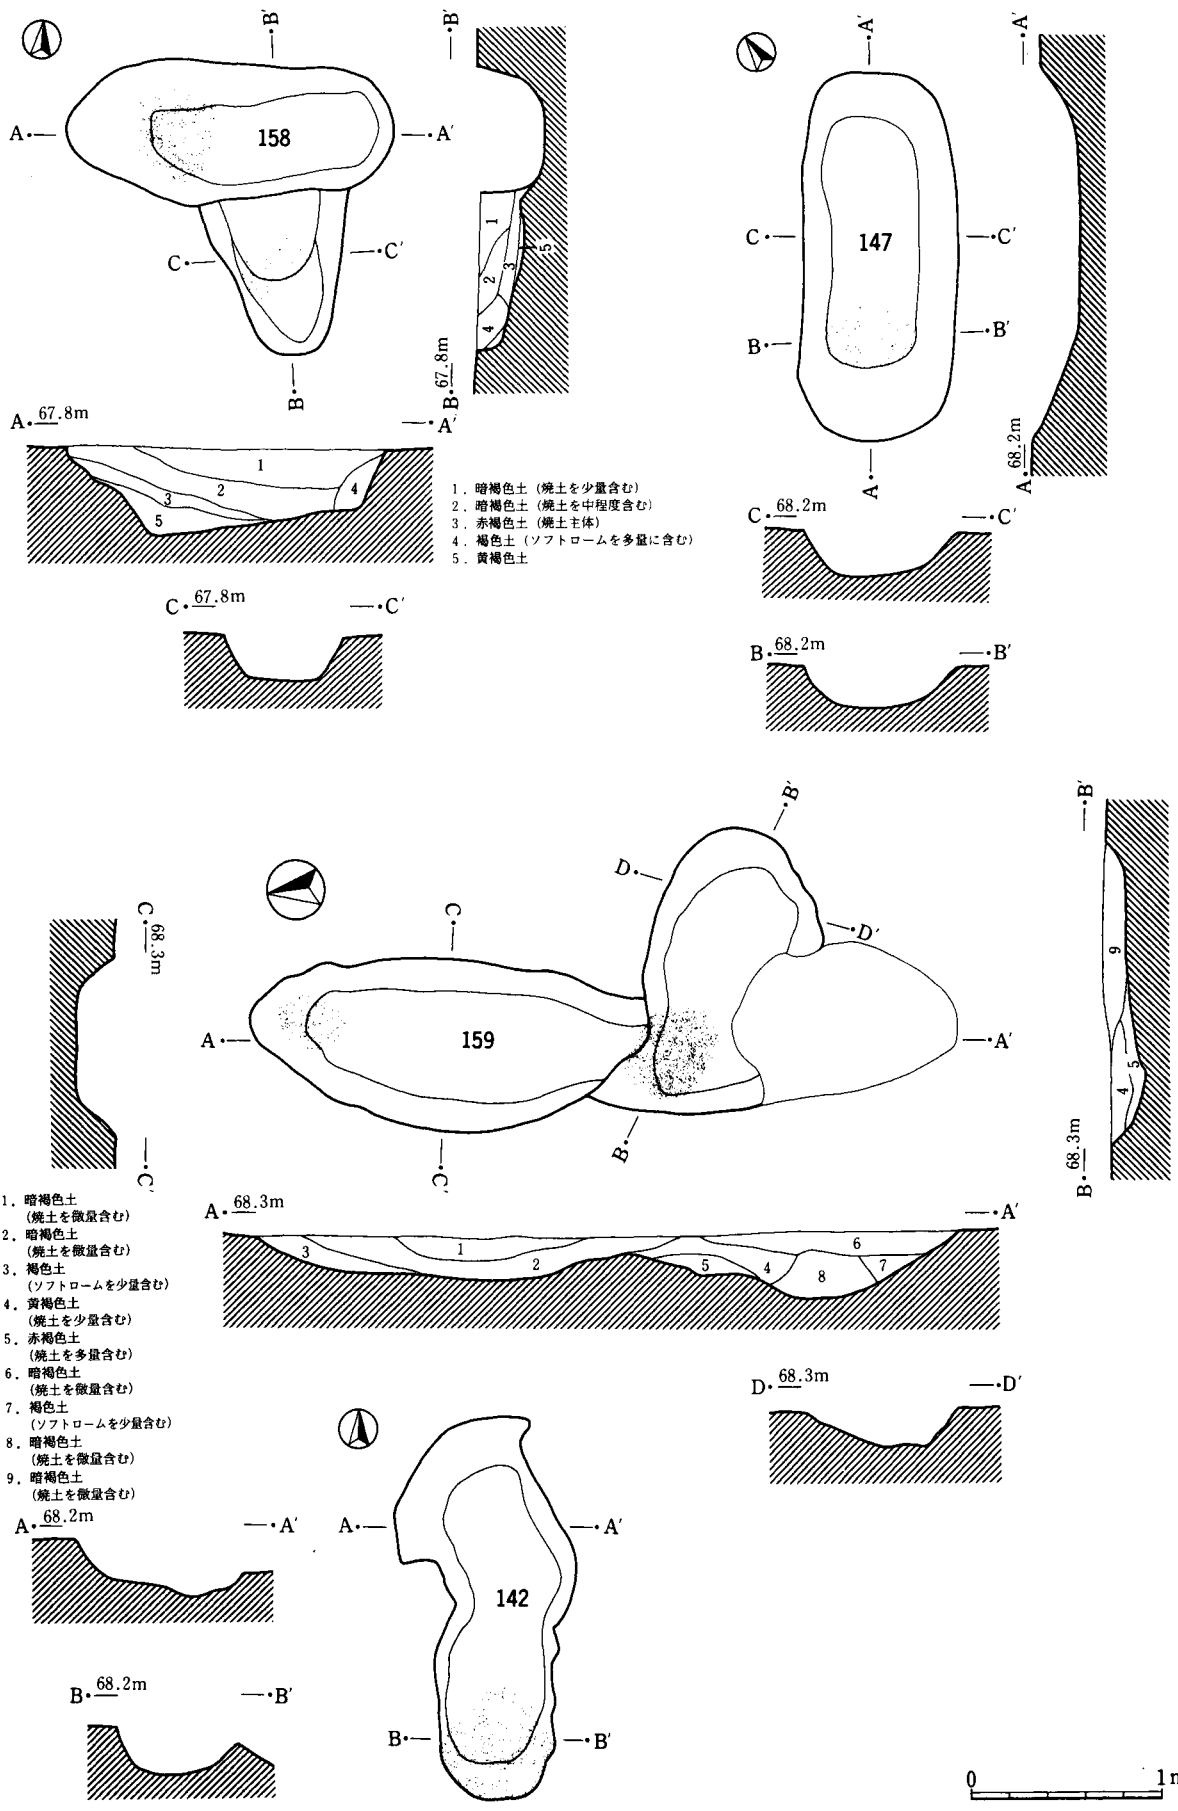 B'
B'
A
A'
158
C
C'
B
B 67.8m
1
2
3
4
5
A 67.8m
A'
1
2
3
4
5
1. 暗褐色土 (焼土を少量含む)
2. 暗褐色土 (焼土を中程度含む)
3. 赤褐色土 (焼土主体)
4. 褐色土 (ソフトロームを多量に含む)
5. 黄褐色土
C 67.8m
C'
A'
A'
C
C'
147
B
B'
A
A 68.2m
C 68.2m
C'
B 68.2m
B'
B'
B'
D
D'
C 68.3m
C'
C
A
A'
159
B
C'
9
5
4
B 68.3m
1. 暗褐色土
(焼土を微量含む)
2. 暗褐色土
(焼土を微量含む)
3. 褐色土
(ソフトロームを少量含む)
4. 黄褐色土
(焼土を少量含む)
5. 赤褐色土
(焼土を多量含む)
6. 暗褐色土
(焼土を微量含む)
7. 褐色土
(ソフトロームを少量含む)
8. 暗褐色土
(焼土を微量含む)
9. 暗褐色土
(焼土を微量含む)
A 68.3m
A'
3
1
2
5
4
8
7
6
D 68.3m
D'
A 68.2m
A'
A
A'
142
B 68.2m
B'
B
B'
0
1m